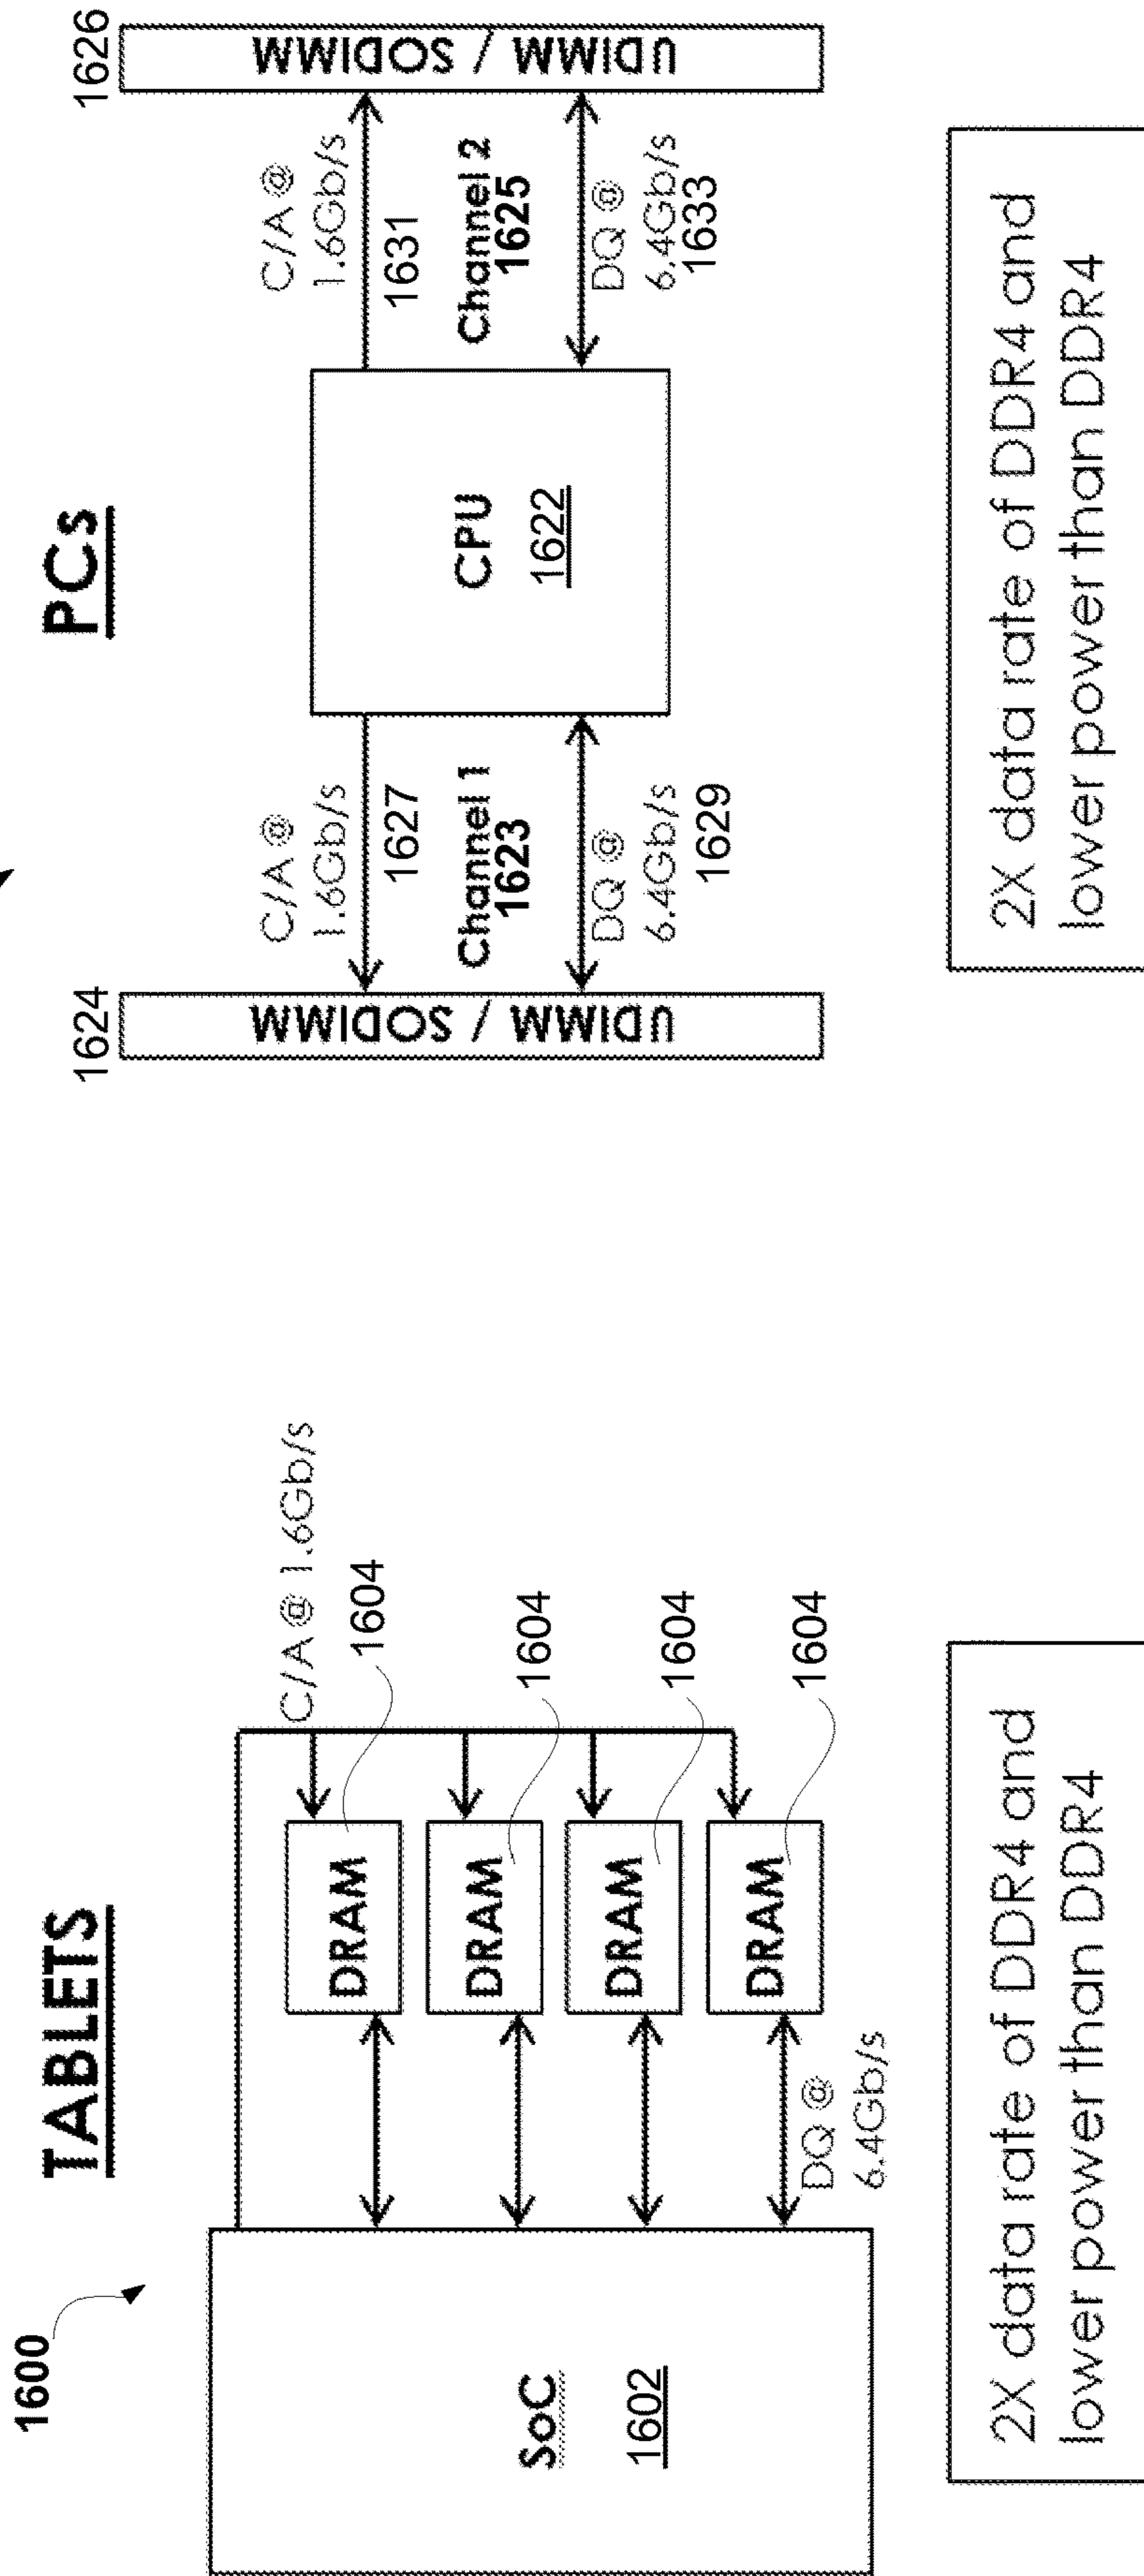 1600
TABLETS
SoC
1602
C/A @ 1.6Gb/s
DRAM
1604
DRAM
1604
DRAM
1604
DRAM
1604
DQ @
6.4Gb/s
2X data rate of DDR4 and
lower power than DDR4
PCs
1624
UDIMM / SODIMM
C/A @
1.6Gb/s
1627
Channel 1
1623
DQ @
6.4Gb/s
1629
CPU
1622
C/A @
1.6Gb/s
1631
Channel 2
1625
DQ @
6.4Gb/s
1633
1626
UDIMM / SODIMM
2X data rate of DDR4 and
lower power than DDR4